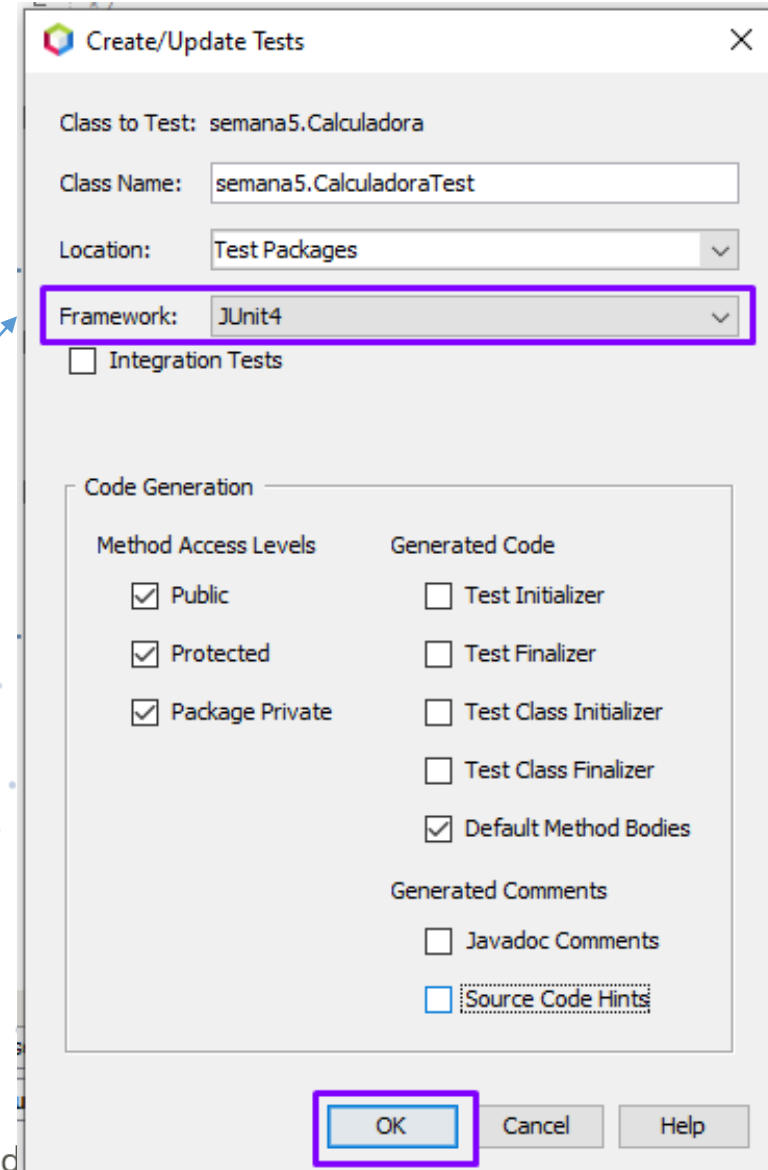 Create/Update Tests
Class to Test: semana5.Calculadora
Class Name: semana5.CalculadoraTest
Location: Test Packages
Framework: JUnit4
Integration Tests
Code Generation
Method Access Levels
Public
Protected
Package Private
Generated Code
Test Initializer
Test Finalizer
Test Class Initializer
Test Class Finalizer
Default Method Bodies
Generated Comments
Javadoc Comments
Source Code Hints
OK Cancel Help